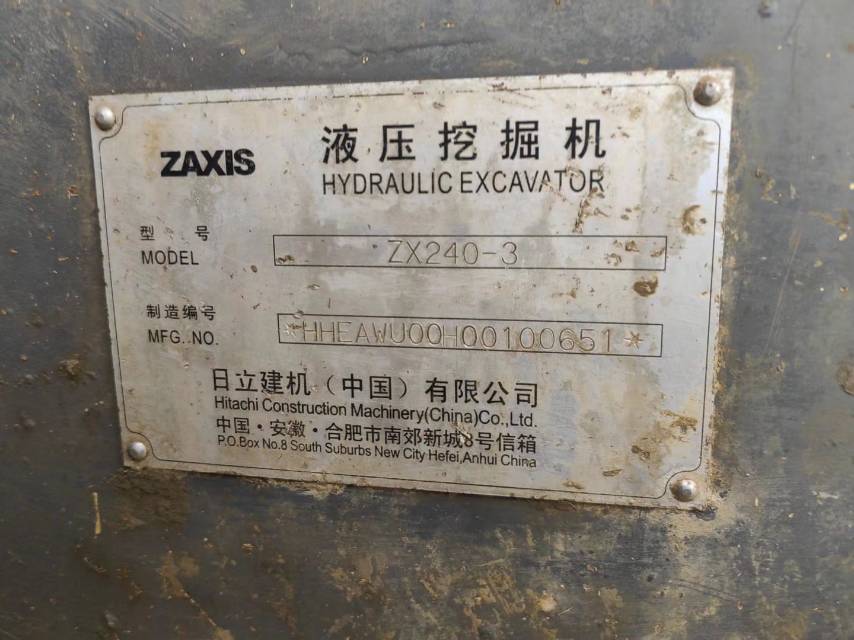 ZAXIS 液压挖掘机
HYDRAULIC EXCAVATOR
型号
MODEL ZX240-3
制造编号
MFG. NO. *HHEAWU00H00100651*
日立建机（中国）有限公司
Hitachi Construction Machinery(China)Co.,Ltd.
中国·安徽·合肥市南郊新城8号信箱
P.O.Box No.8 South Suburbs New City Hefei,Anhui China